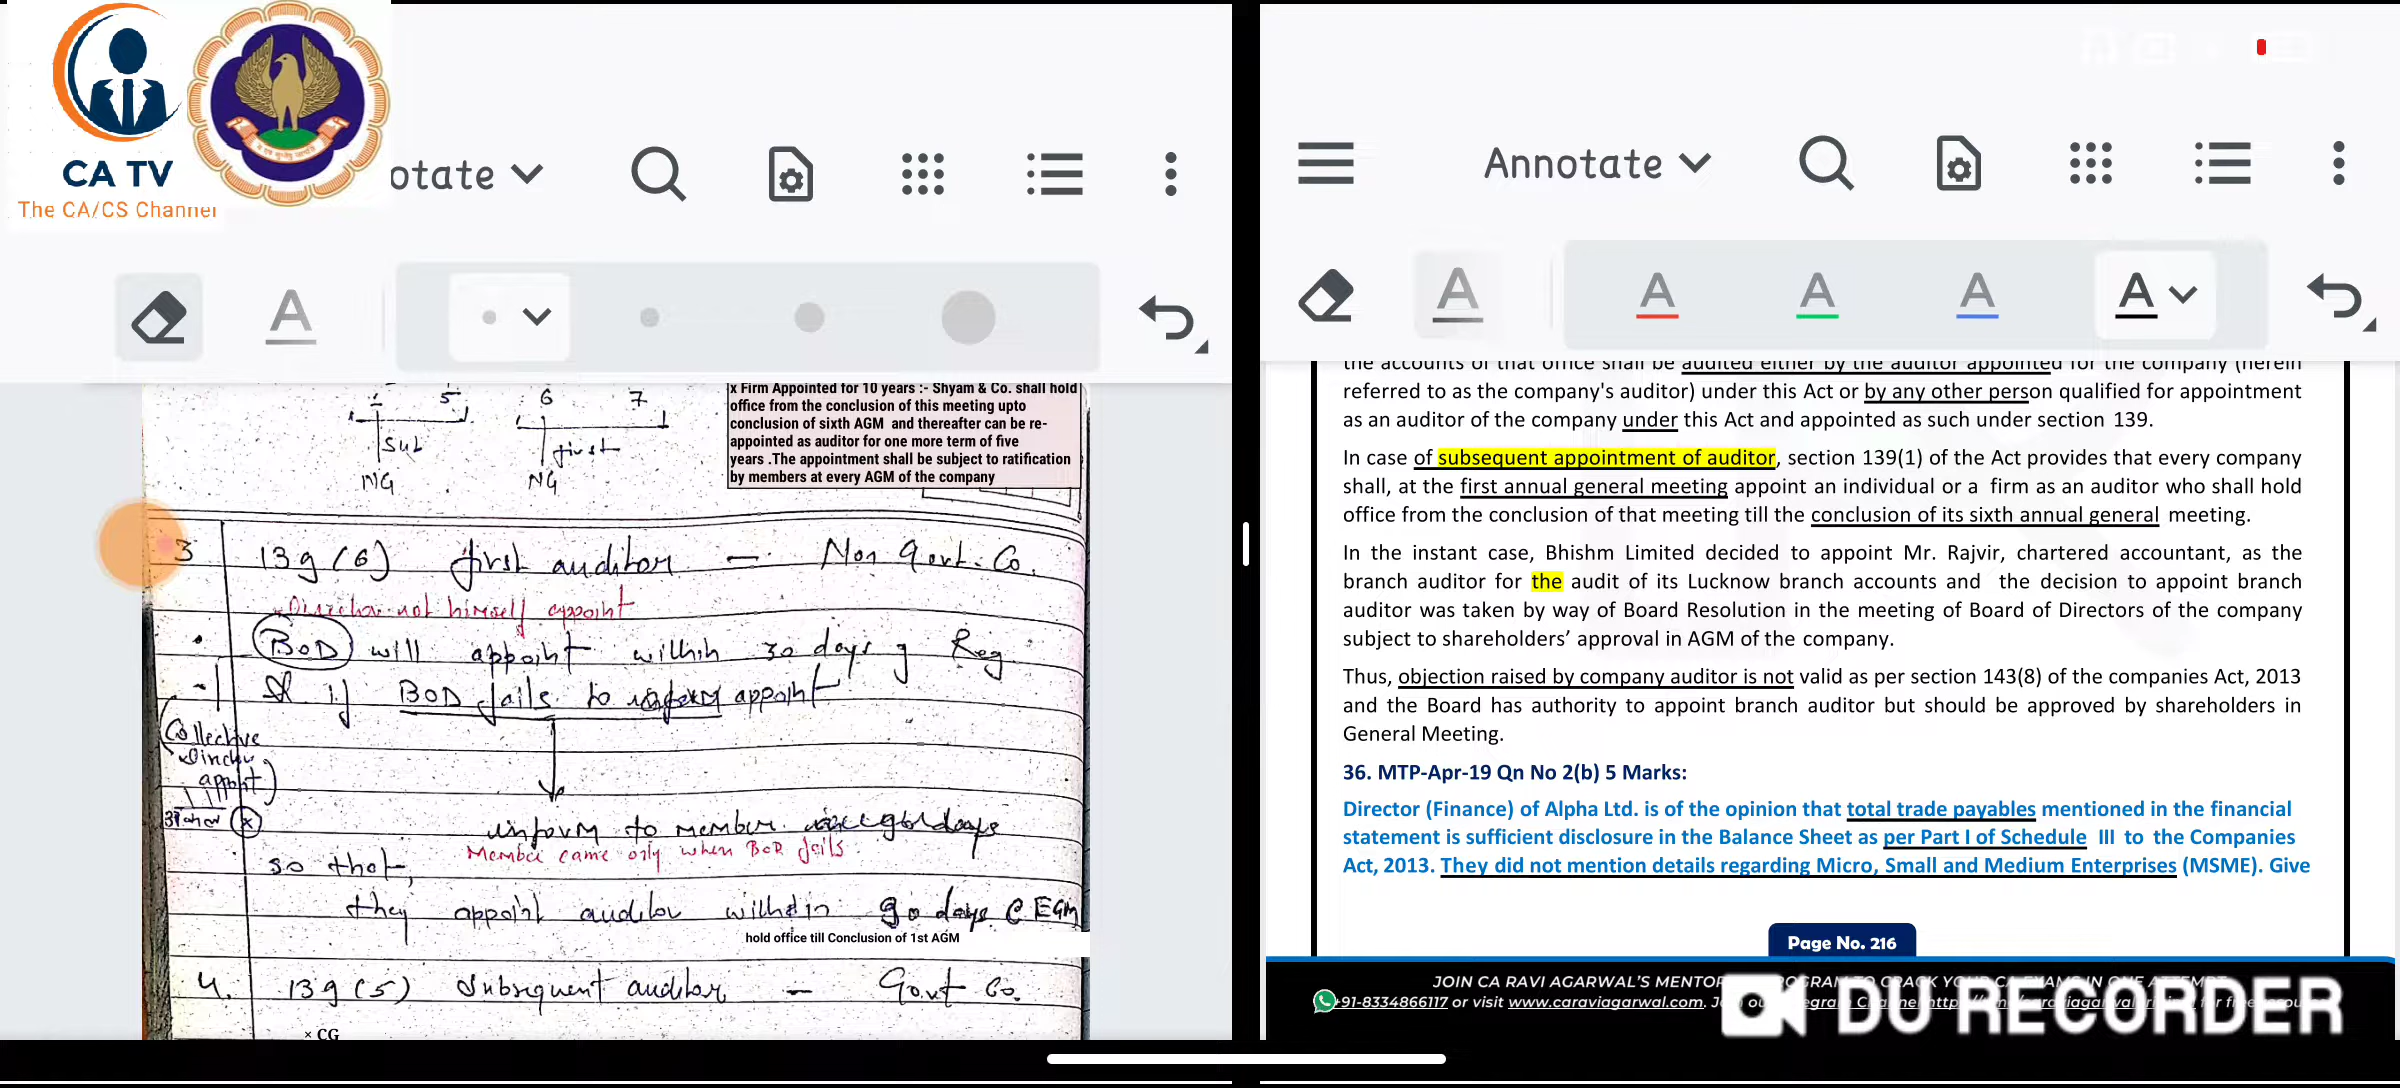 CA TV
The CA/CS Channel
otate
A
x Firm Appointed for 10 years :- Shyam & Co. shall hold
office from the conclusion of this meeting upto
conclusion of sixth AGM and thereafter can be re-
appointed as auditor for one more term of five
years .The appointment shall be subject to ratification
by members at every AGM of the company
5 6 7
Sub first
NG NG
3 139(6) first auditor — Non Govt. Co.
Director not himself appoint
BOD will appoint within 30 days of Reg
If BOD fails to appoint
Collective
appoint)
inform to member
Member came only when BOD fails
so that,
they appoint auditor within 90 days @ EGM
hold office till Conclusion of 1st AGM
4. 139(5) Subsequent auditor — Govt Co.
x CG
Annotate
A A A A A
the accounts of that office shall be audited either by the auditor appointed for the company (herein
referred to as the company's auditor) under this Act or by any other person qualified for appointment
as an auditor of the company under this Act and appointed as such under section 139.
In case of subsequent appointment of auditor, section 139(1) of the Act provides that every company
shall, at the first annual general meeting appoint an individual or a firm as an auditor who shall hold
office from the conclusion of that meeting till the conclusion of its sixth annual general meeting.
In the instant case, Bhishm Limited decided to appoint Mr. Rajvir, chartered accountant, as the
branch auditor for the audit of its Lucknow branch accounts and the decision to appoint branch
auditor was taken by way of Board Resolution in the meeting of Board of Directors of the company
subject to shareholders’ approval in AGM of the company.
Thus, objection raised by company auditor is not valid as per section 143(8) of the companies Act, 2013
and the Board has authority to appoint branch auditor but should be approved by shareholders in
General Meeting.
36. MTP-Apr-19 Qn No 2(b) 5 Marks:
Director (Finance) of Alpha Ltd. is of the opinion that total trade payables mentioned in the financial
statement is sufficient disclosure in the Balance Sheet as per Part I of Schedule III to the Companies
Act, 2013. They did not mention details regarding Micro, Small and Medium Enterprises (MSME). Give
Page No. 216
JOIN CA RAVI AGARWAL’S MENTOR
+91-8334866117 or visit www.caraviagarwal.com.
DU RECORDER